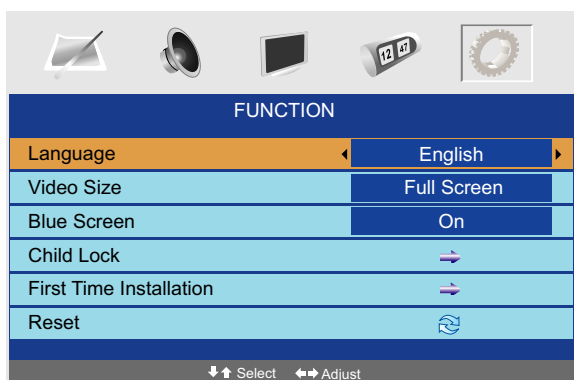 12 47
FUNCTION
Language English
Video Size Full Screen
Blue Screen On
Child Lock
First Time Installation
Reset
Select Adjust